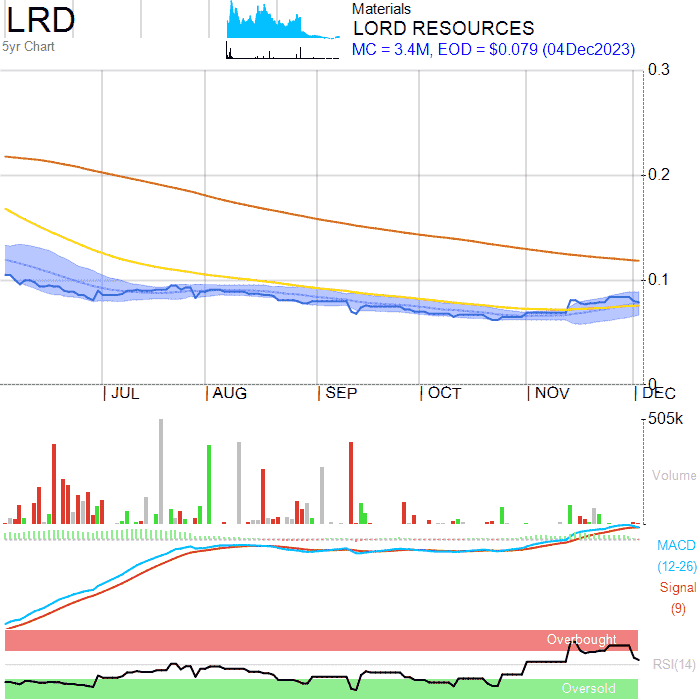 LRD
5yr Chart
Materials
LORD RESOURCES
MC = 3.4M, EOD = $0.079 (04Dec2023)
0.3
0.2
0.1
0
JUL AUG SEP OCT NOV DEC
505k
Volume
MACD
(12-26)
Signal
(9)
Overbought
RSI(14)
Oversold